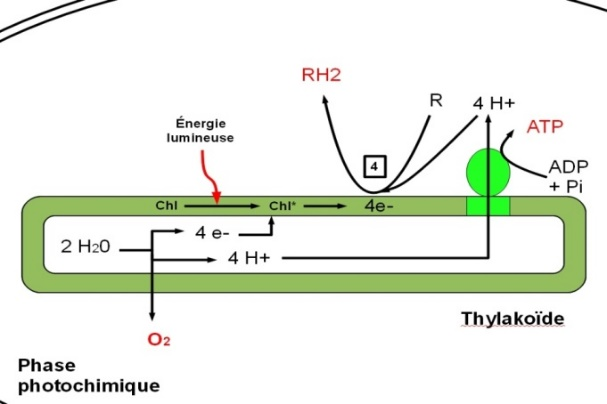 RH2
R
4 H+
ATP
Énergie
lumineuse
4
ADP
+ Pi
Chl
Chl*
4e-
4 e-
2 H20
4 H+
O2
Thylakoïde
Phase
photochimique